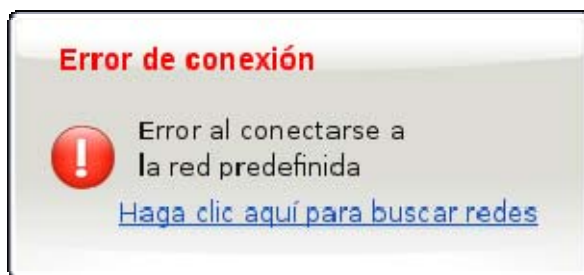 Error de conexión
Error al conectarse a
la red predefinida
Haga clic aquí para buscar redes